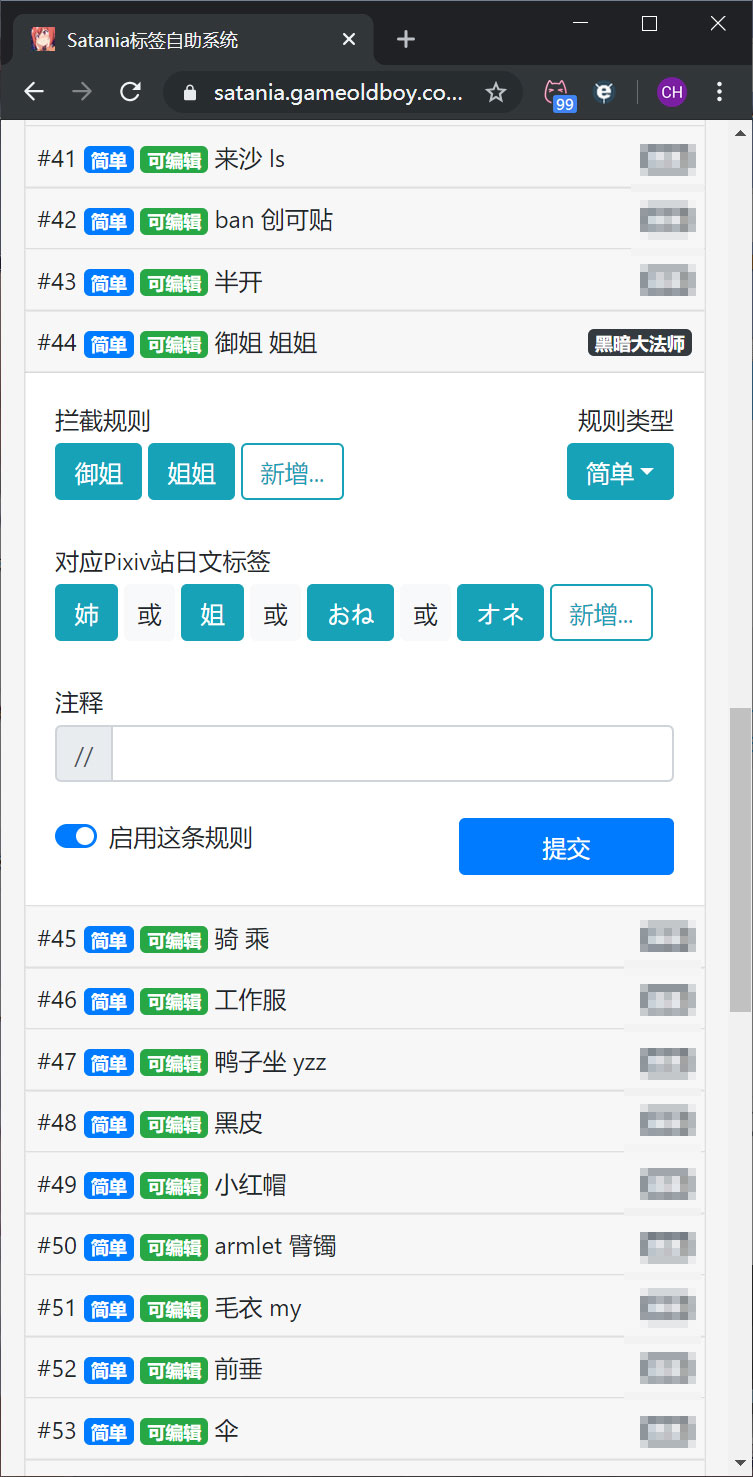 Satania标签自助系统
satania.gameoldboy.co...
99
CH
#41 简单 可编辑 来沙 ls
#42 简单 可编辑 ban 创可贴
#43 简单 可编辑 半开
#44 简单 可编辑 御姐 姐姐 黑暗大法师
拦截规则 规则类型
御姐 姐姐 新增... 简单
对应Pixiv站日文标签
姉 或 姐 或 おね 或 オネ 新增...
注释
//
启用这条规则 提交
#45 简单 可编辑 骑 乘
#46 简单 可编辑 工作服
#47 简单 可编辑 鸭子坐 yzz
#48 简单 可编辑 黑皮
#49 简单 可编辑 小红帽
#50 简单 可编辑 armlet 臂镯
#51 简单 可编辑 毛衣 my
#52 简单 可编辑 前垂
#53 简单 可编辑 伞